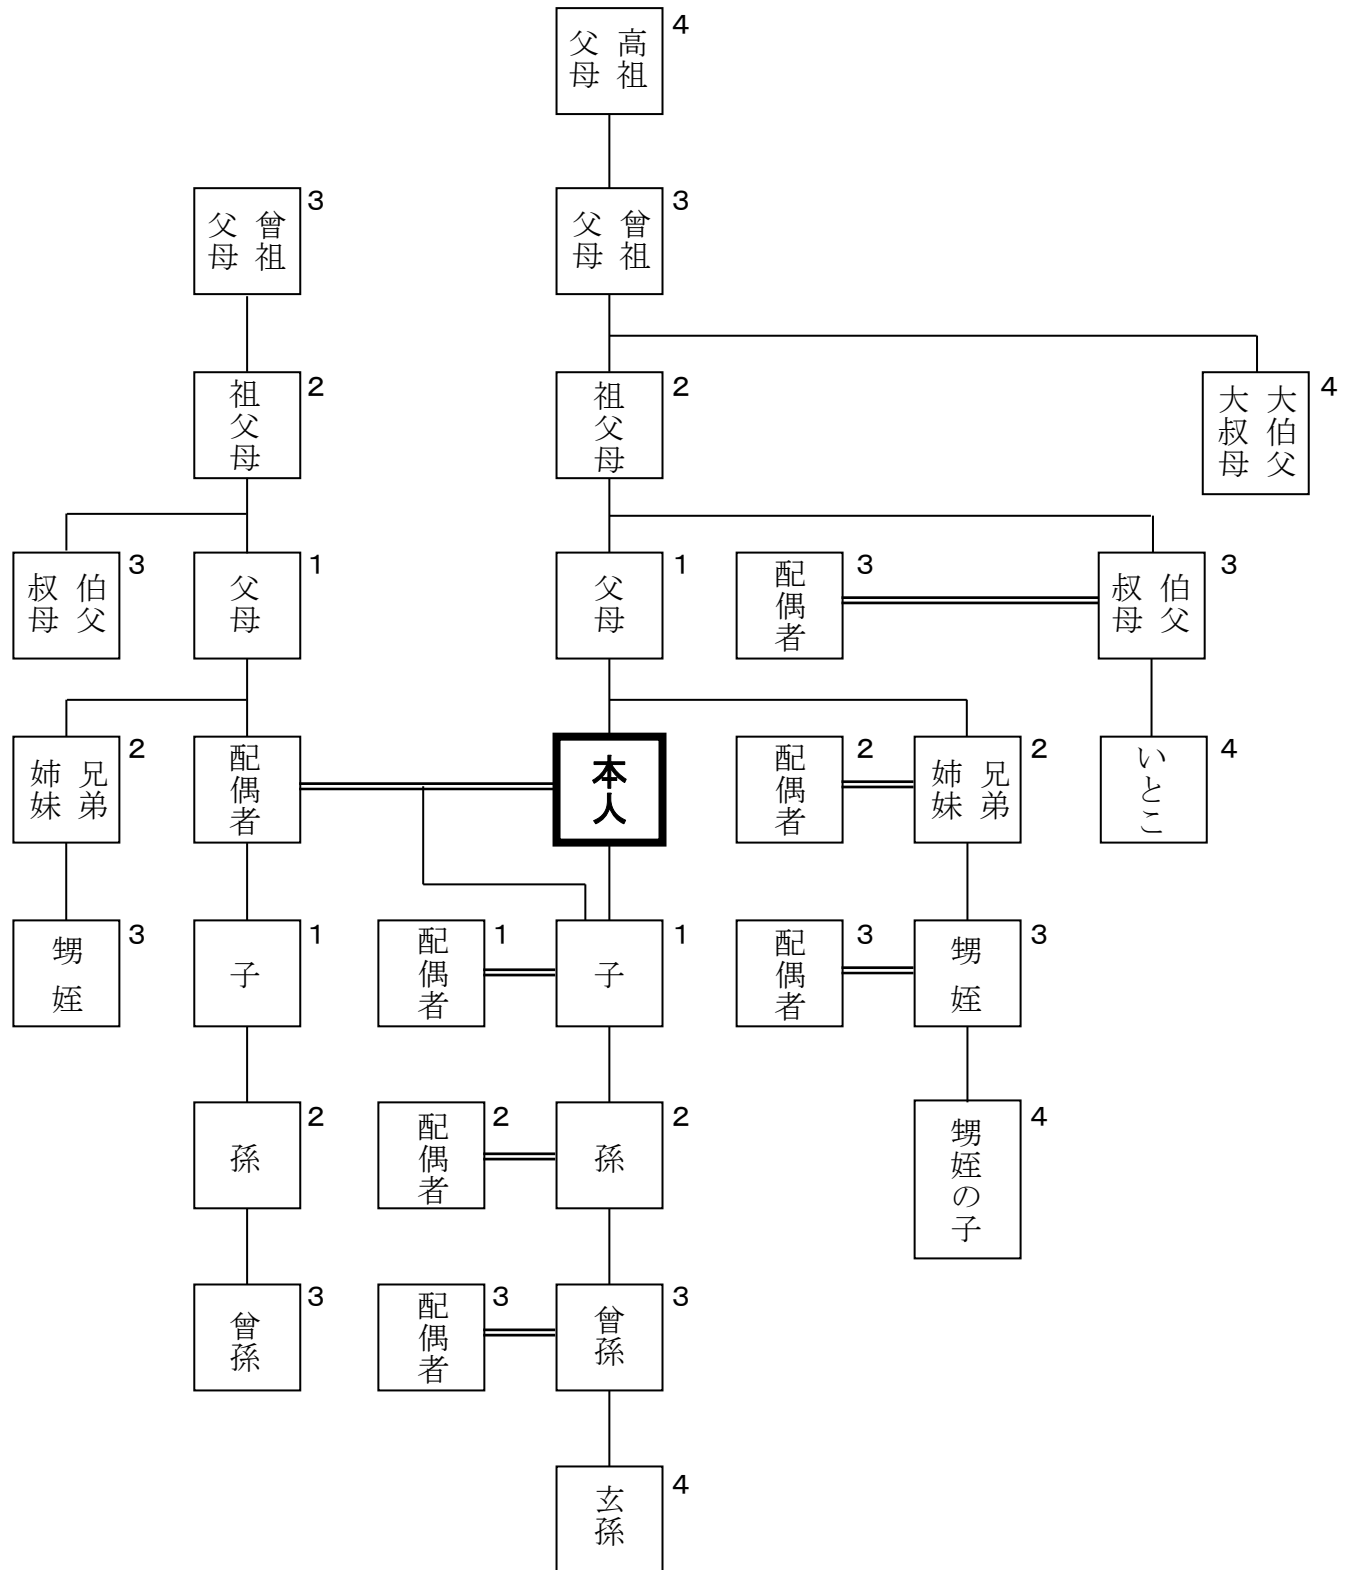 高祖
父母
4
曾祖
父母
3
曾祖
父母
3
祖父母
2
祖父母
2
大伯父
大叔母
4
伯父
叔母
3
父母
1
父母
1
配偶者
3
伯父
叔母
3
兄弟
姉妹
2
配偶者
本人
配偶者
2
兄弟
姉妹
2
いとこ
4
甥姪
3
子
1
配偶者
1
子
1
配偶者
3
甥姪
3
孫
2
配偶者
2
孫
2
甥姪の子
4
曾孫
3
配偶者
3
曾孫
3
玄孫
4